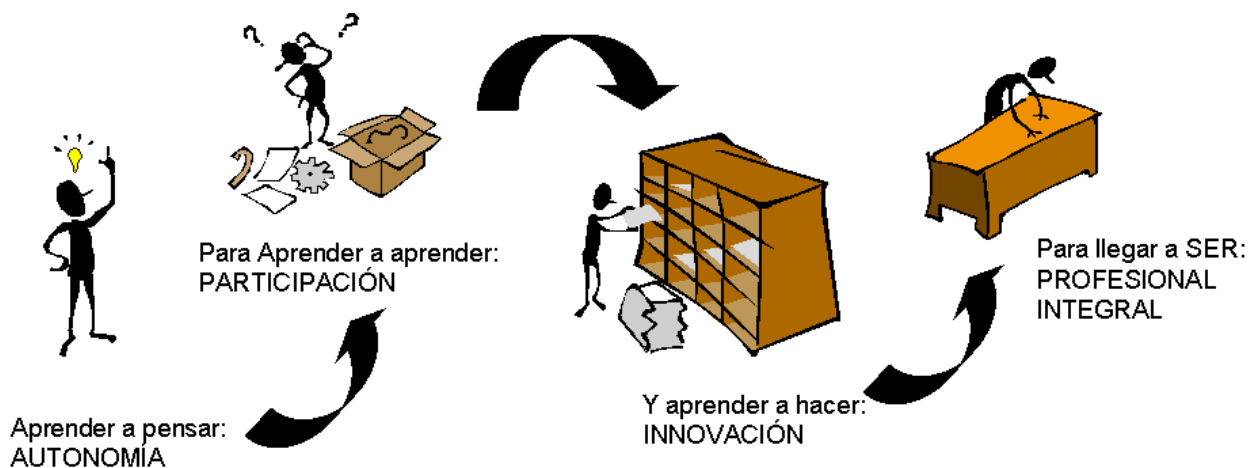 Aprender a pensar:
AUTONOMÍA
Para Aprender a aprender:
PARTICIPACIÓN
Y aprender a hacer:
INNOVACIÓN
Para llegar a SER:
PROFESIONAL
INTEGRAL